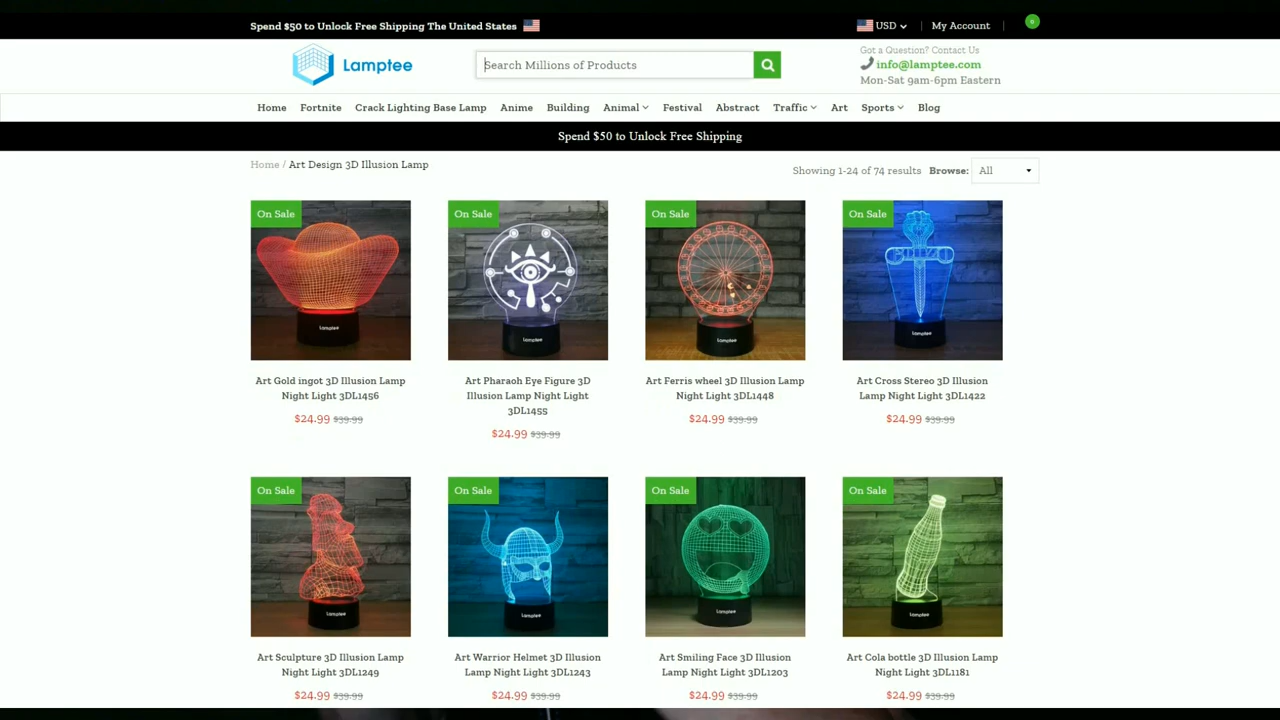 Spend $50 to Unlock Free Shipping The United States
USD
My Account
0
Lamptee
Search Millions of Products
Got a Question? Contact Us
info@lamptee.com
Mon-Sat 9am-6pm Eastern
Home Fortnite Crack Lighting Base Lamp Anime Building Animal Festival Abstract Traffic Art Sports Blog
Spend $50 to Unlock Free Shipping
Home / Art Design 3D Illusion Lamp
Showing 1-24 of 74 results Browse: All
On Sale
Lamptee
Art Gold ingot 3D Illusion Lamp
Night Light 3DL1456
$24.99 $39.99
On Sale
Lamptee
Art Pharaoh Eye Figure 3D
Illusion Lamp Night Light
3DL1455
$24.99 $39.99
On Sale
Lamptee
Art Ferris wheel 3D Illusion Lamp
Night Light 3DL1448
$24.99 $39.99
On Sale
Lamptee
Art Cross Stereo 3D Illusion
Lamp Night Light 3DL1422
$24.99 $39.99
On Sale
Lamptee
Art Sculpture 3D Illusion Lamp
Night Light 3DL1249
$24.99 $39.99
On Sale
Lamptee
Art Warrior Helmet 3D Illusion
Lamp Night Light 3DL1243
$24.99 $39.99
On Sale
Lamptee
Art Smiling Face 3D Illusion
Lamp Night Light 3DL1203
$24.99 $39.99
On Sale
Lamptee
Art Cola bottle 3D Illusion Lamp
Night Light 3DL1181
$24.99 $39.99